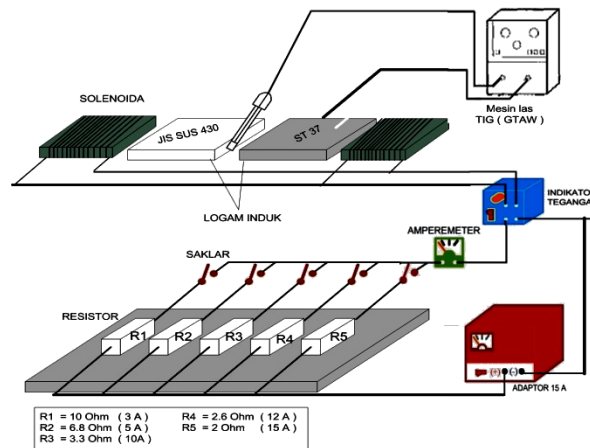 SOLENOIDA
JIS SUS 430
ST 37
Mesin las
TIG ( GTAW )
LOGAM INDUK
INDIKATO
TEGANGA
AMPEREMETER
SAKLAR
RESISTOR
R1
R2
R3
R4
R5
(+)
(-)
ADAPTOR 15 A
R1 = 10 Ohm ( 3 A )
R2 = 6.8 Ohm ( 5 A )
R3 = 3.3 Ohm ( 10A)
R4 = 2.6 Ohm ( 12 A)
R5 = 2 Ohm ( 15 A)